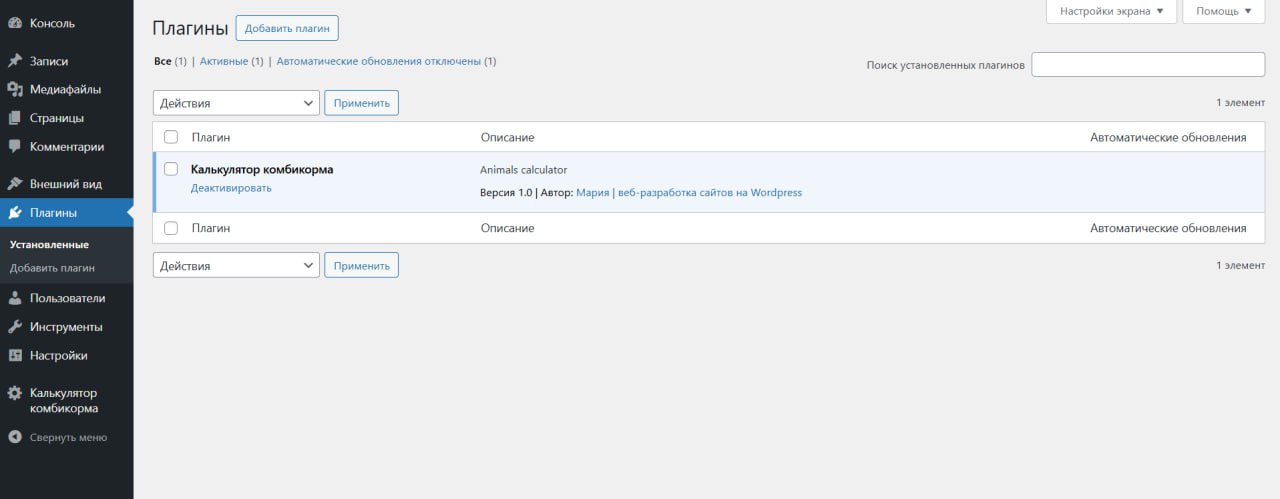 Консоль
Записи
Медиафайлы
Страницы
Комментарии
Внешний вид
Плагины
Установленные
Добавить плагин
Пользователи
Инструменты
Настройки
Калькулятор
комбикорма
Свернуть меню
Настройки экрана ▼
Помощь ▼
Плагины Добавить плагин
Все (1) | Активные (1) | Автоматические обновления отключены (1)
Поиск установленных плагинов
Действия Применить
1 элемент
Плагин Описание Автоматические обновления
Калькулятор комбикорма Animals calculator
Деактивировать Версия 1.0 | Автор: Мария | веб-разработка сайтов на Wordpress
Плагин Описание Автоматические обновления
Действия Применить
1 элемент